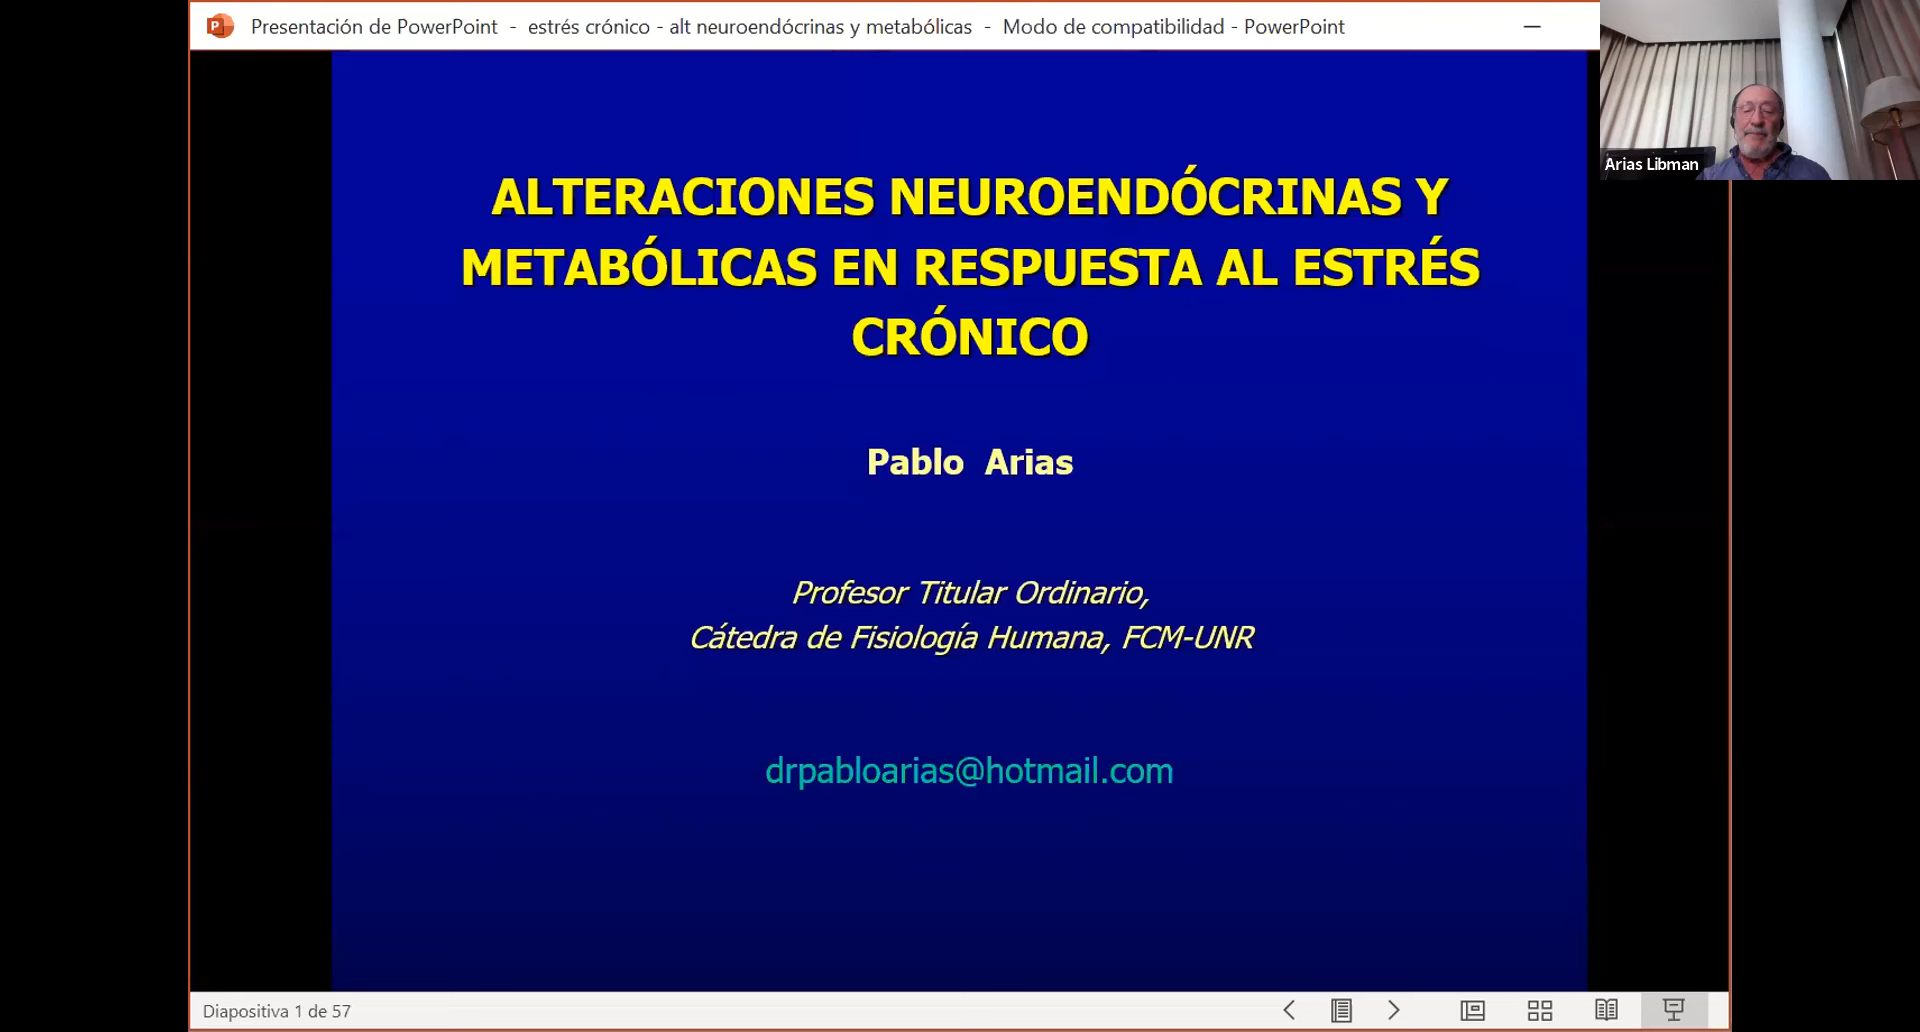 Presentación de PowerPoint - estrés crónico - alt neuroendócrinas y metabólicas - Modo de compatibilidad - PowerPoint
Arias Libman
ALTERACIONES NEUROENDÓCRINAS Y
METABÓLICAS EN RESPUESTA AL ESTRÉS
CRÓNICO
Pablo Arias
Profesor Titular Ordinario,
Cátedra de Fisiología Humana, FCM-UNR
drpabloarias@hotmail.com
Diapositiva 1 de 57